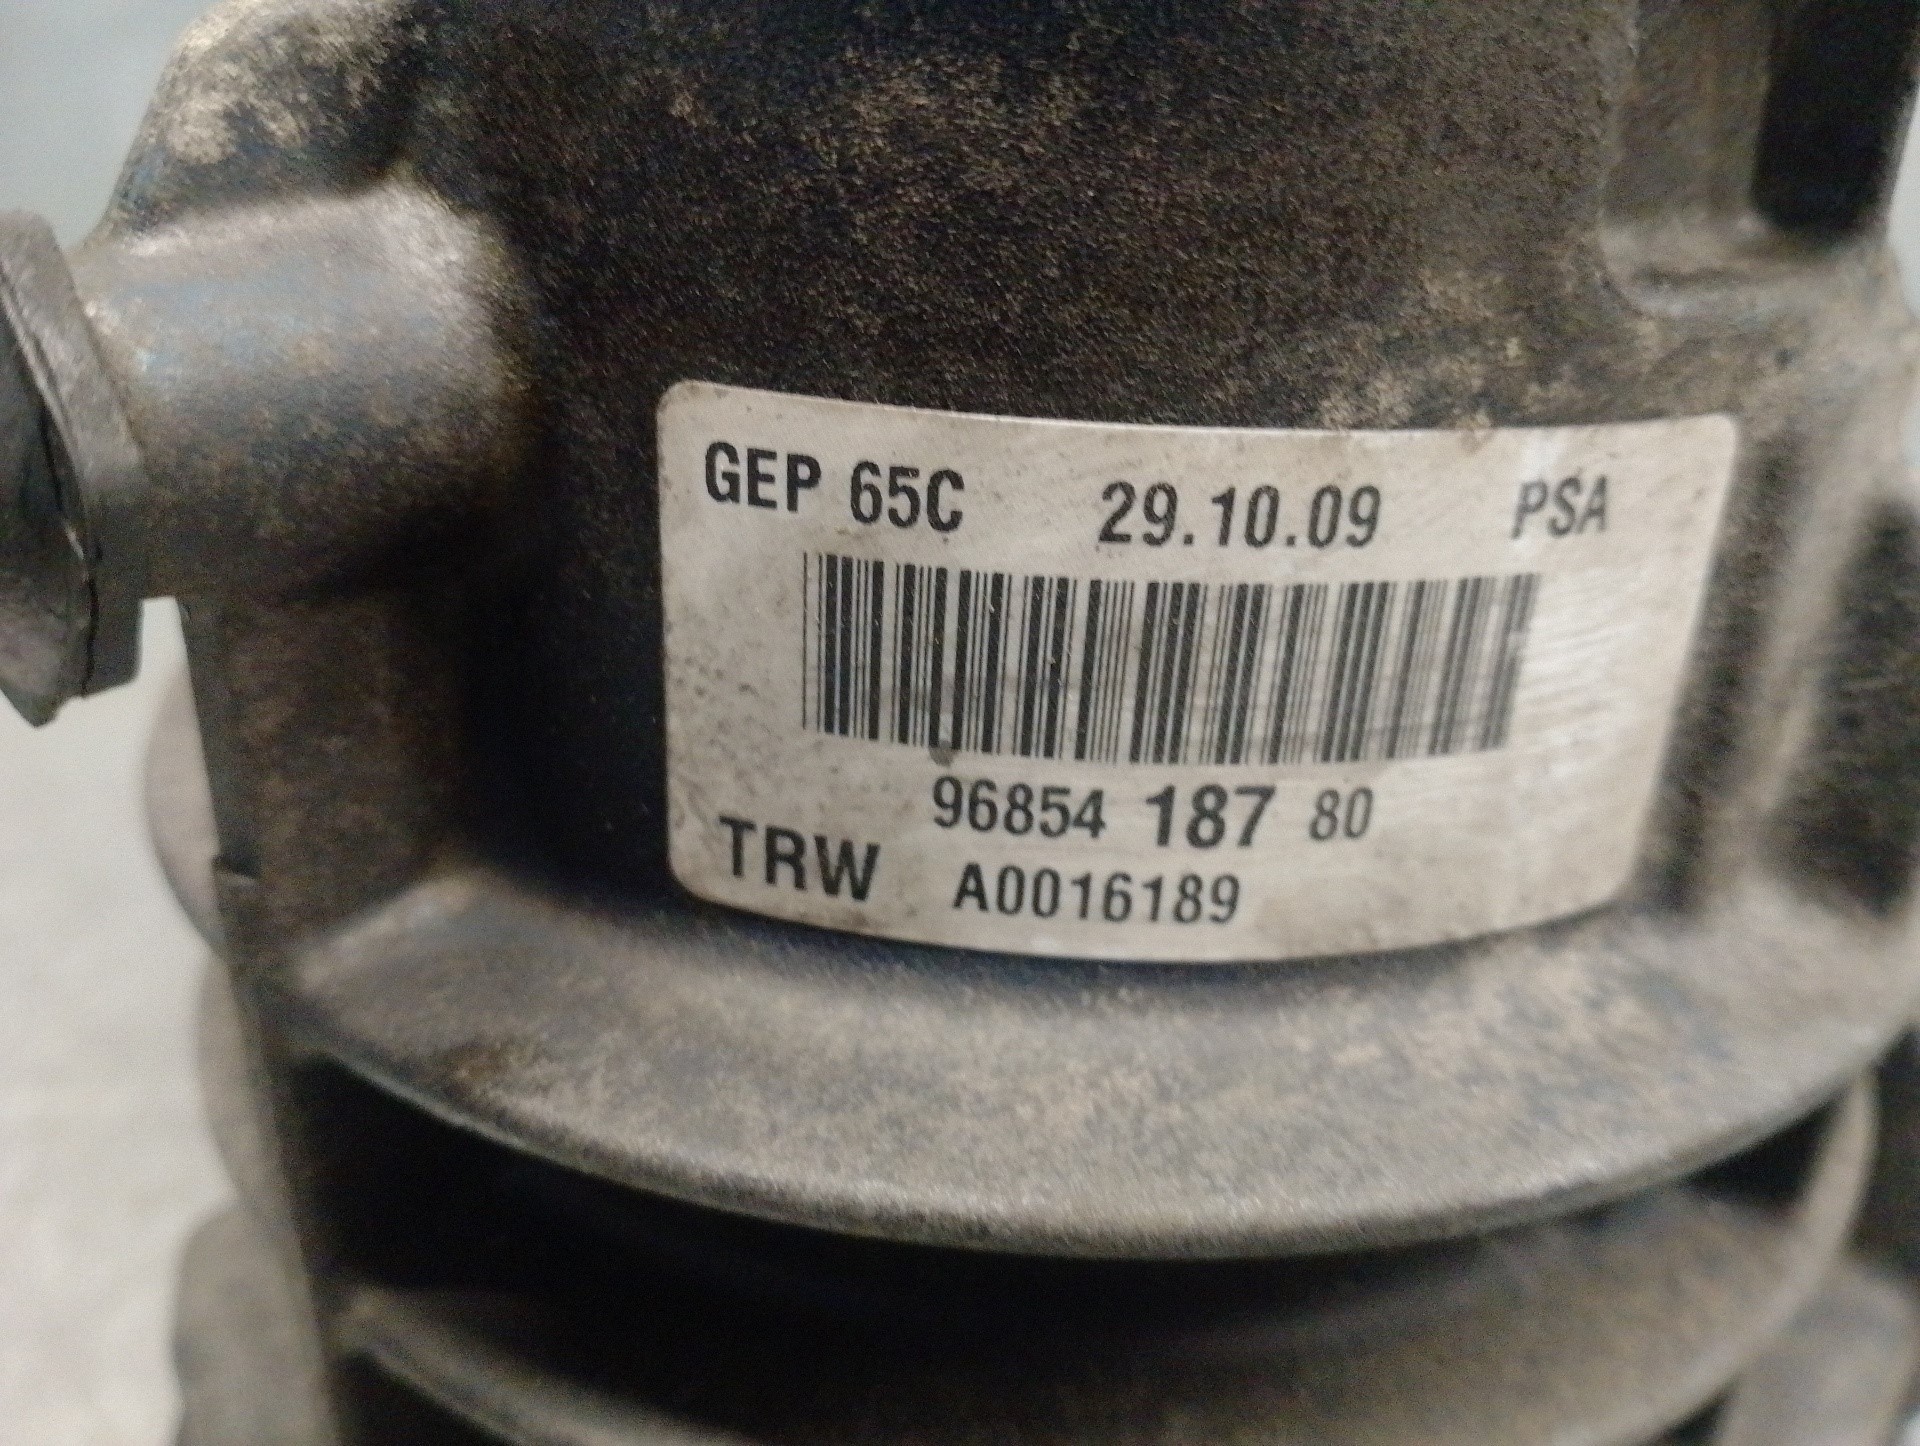 GEP 65C 29.10.09 PSA
96854 187 80
TRW A0016189